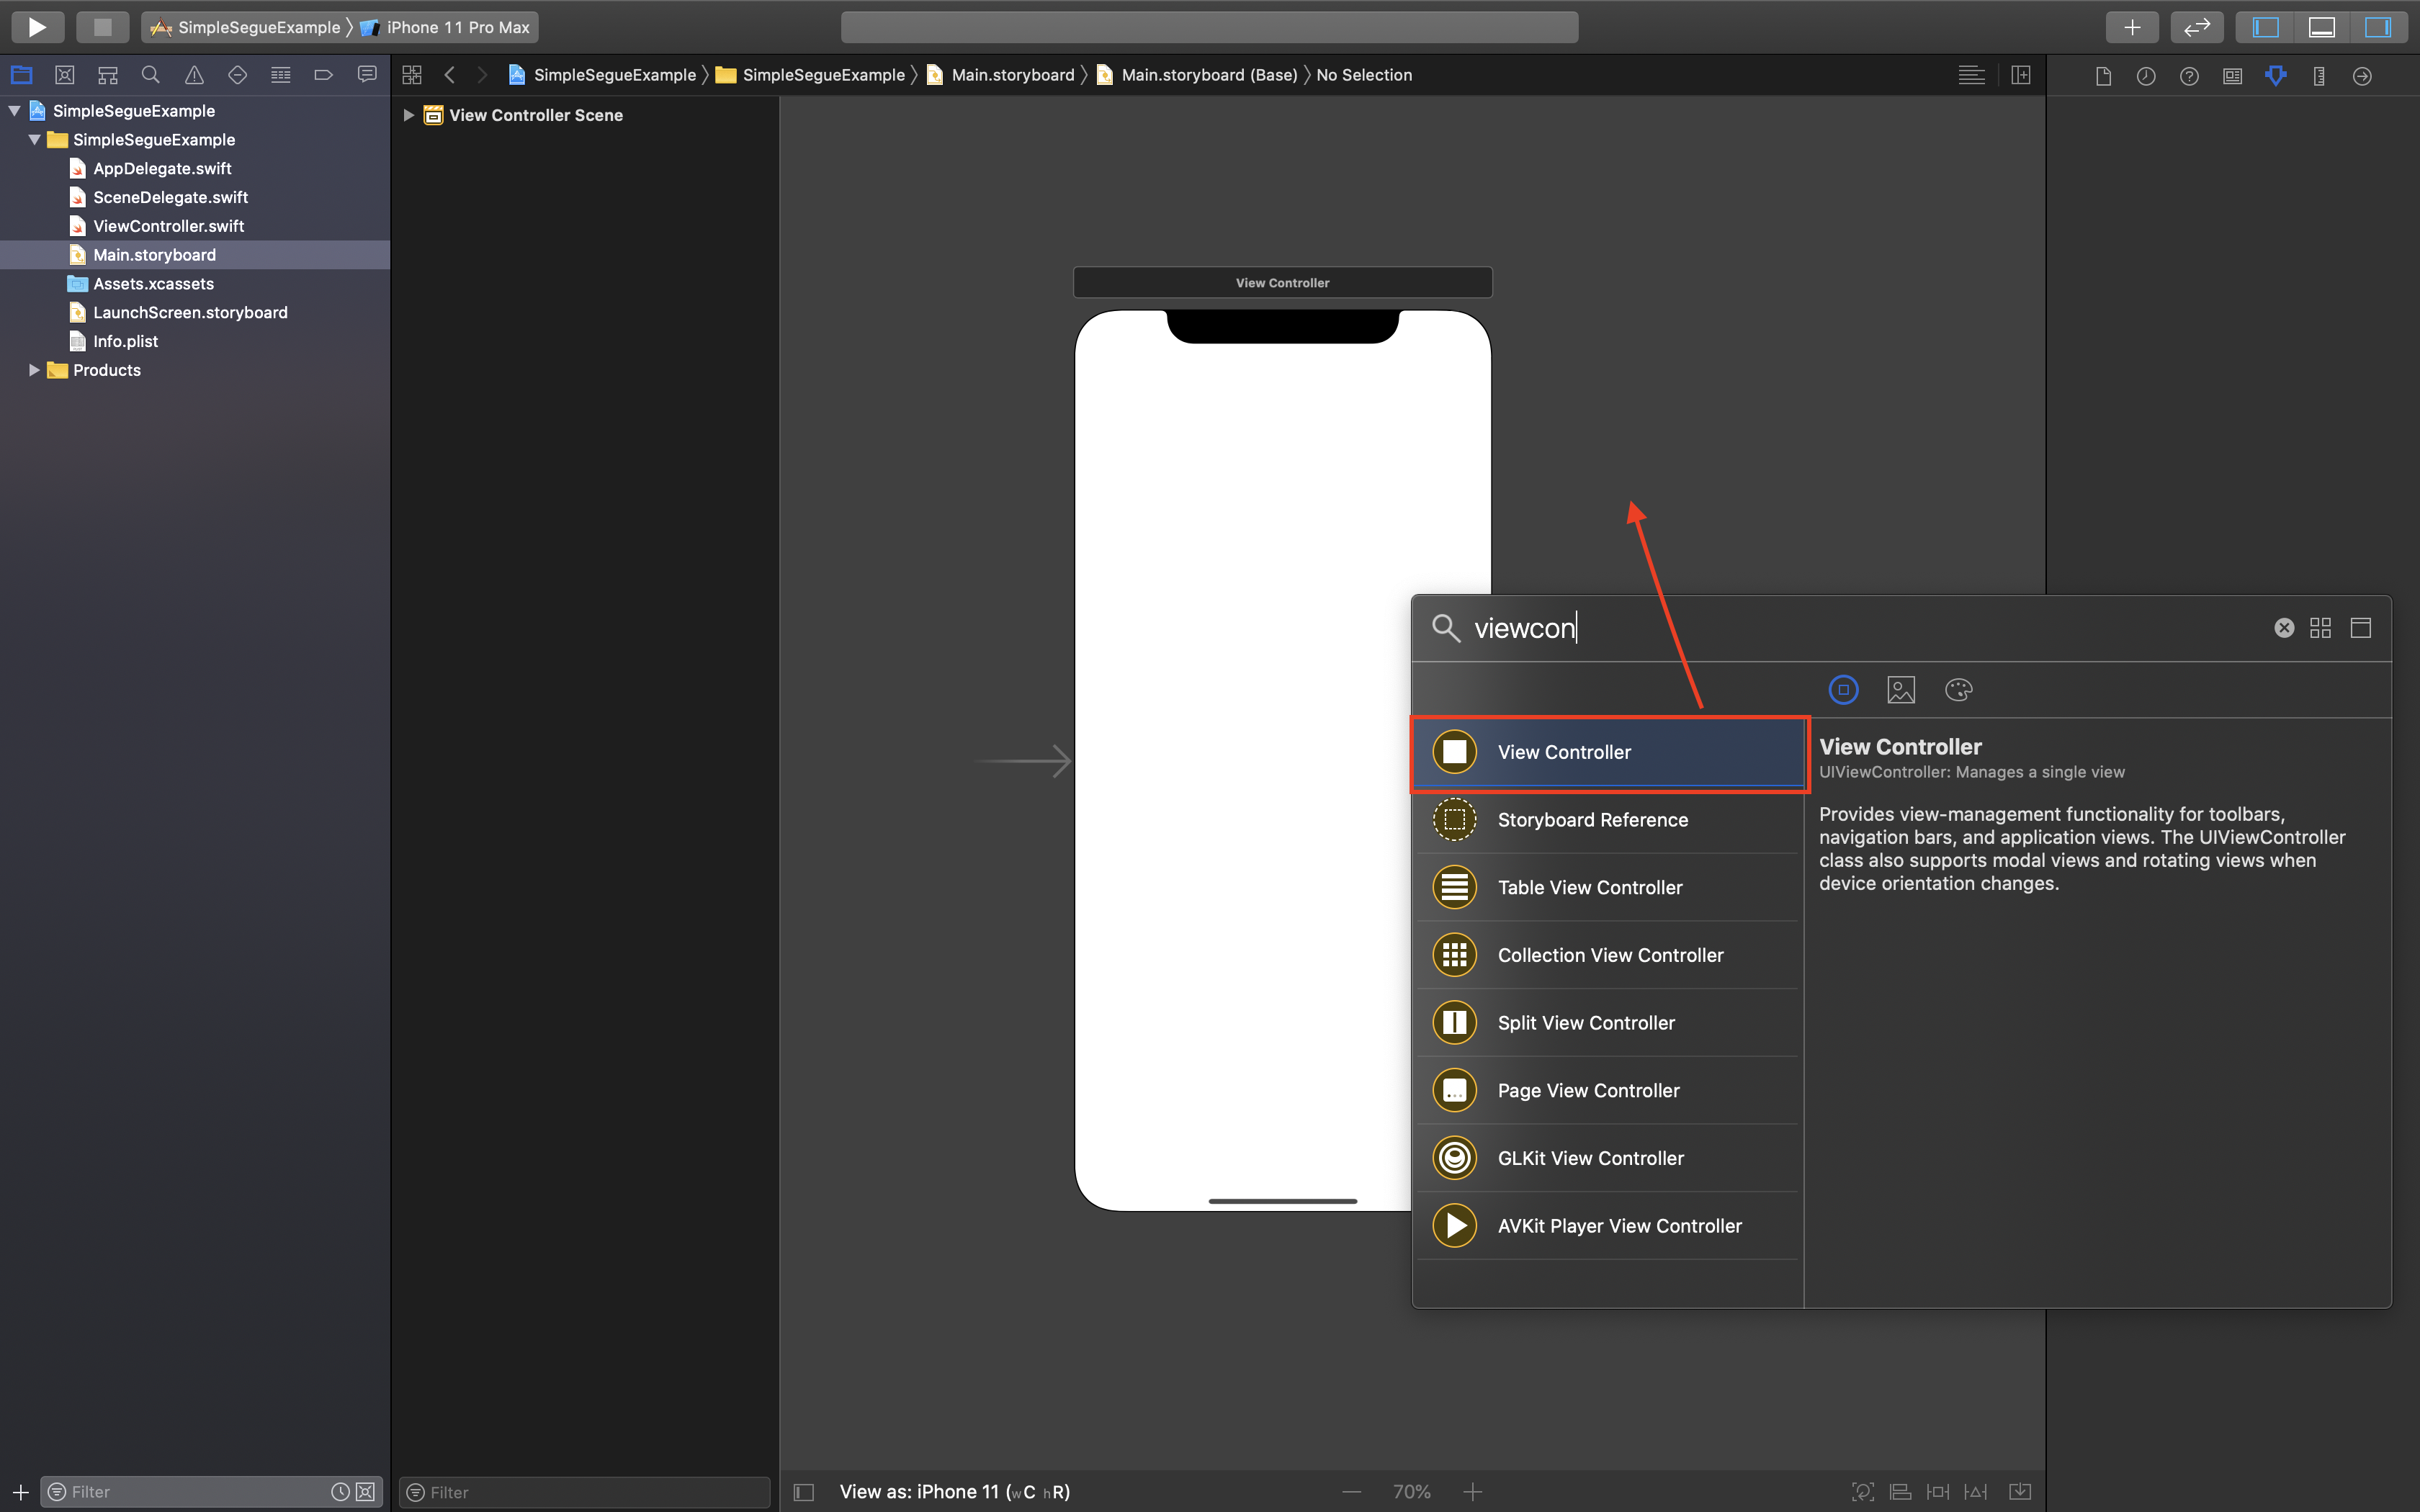 SimpleSegueExample 〉 iPhone 11 Pro Max
SimpleSegueExample 〉 SimpleSegueExample 〉 Main.storyboard 〉 Main.storyboard (Base) 〉 No Selection
SimpleSegueExample
SimpleSegueExample
AppDelegate.swift
SceneDelegate.swift
ViewController.swift
Main.storyboard
Assets.xcassets
LaunchScreen.storyboard
Info.plist
Products
View Controller Scene
View Controller
viewcon
View Controller
Storyboard Reference
Table View Controller
Collection View Controller
Split View Controller
Page View Controller
GLKit View Controller
AVKit Player View Controller
View Controller
UIViewController: Manages a single view
Provides view-management functionality for toolbars,
navigation bars, and application views. The UIViewController
class also supports modal views and rotating views when
device orientation changes.
Filter
Filter
View as: iPhone 11 (wC hR)
70%